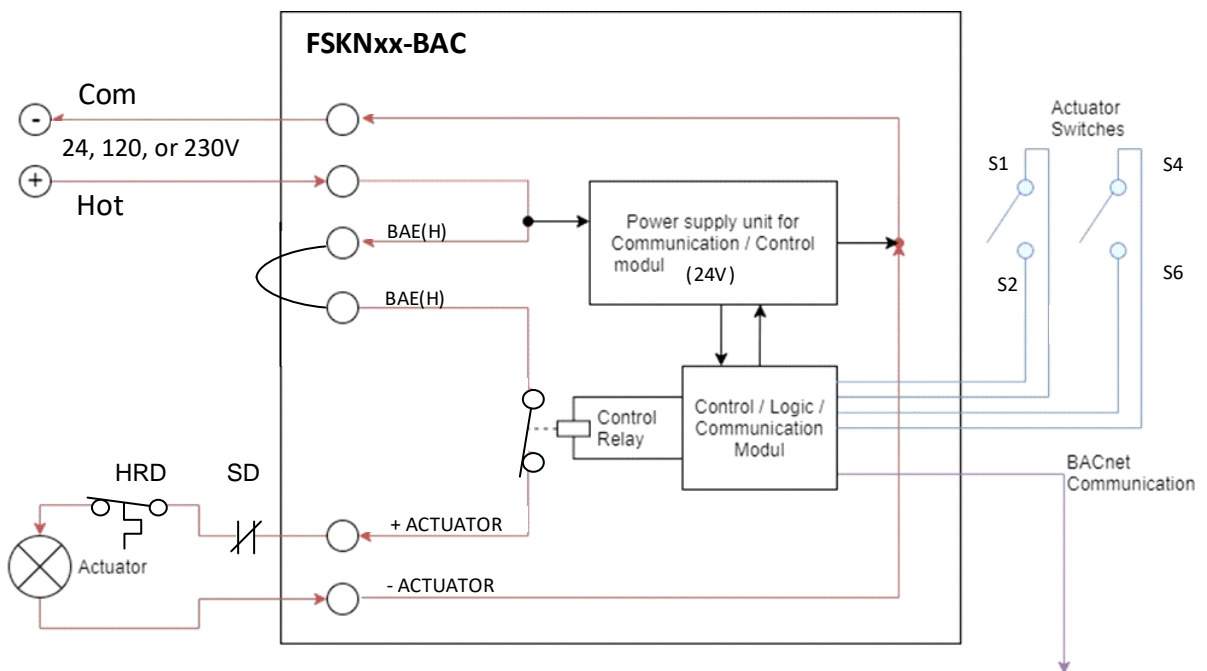 FSKNxx-BAC
Com
-
24, 120, or 230V
+
Hot
BAE(H)
BAE(H)
Power supply unit for
Communication / Control
modul
(24V)
Actuator
Switches
S1
S4
S2
S6
Control
Relay
Control / Logic /
Communication
Modul
BACnet
Communication
HRD
SD
+ ACTUATOR
Actuator
- ACTUATOR